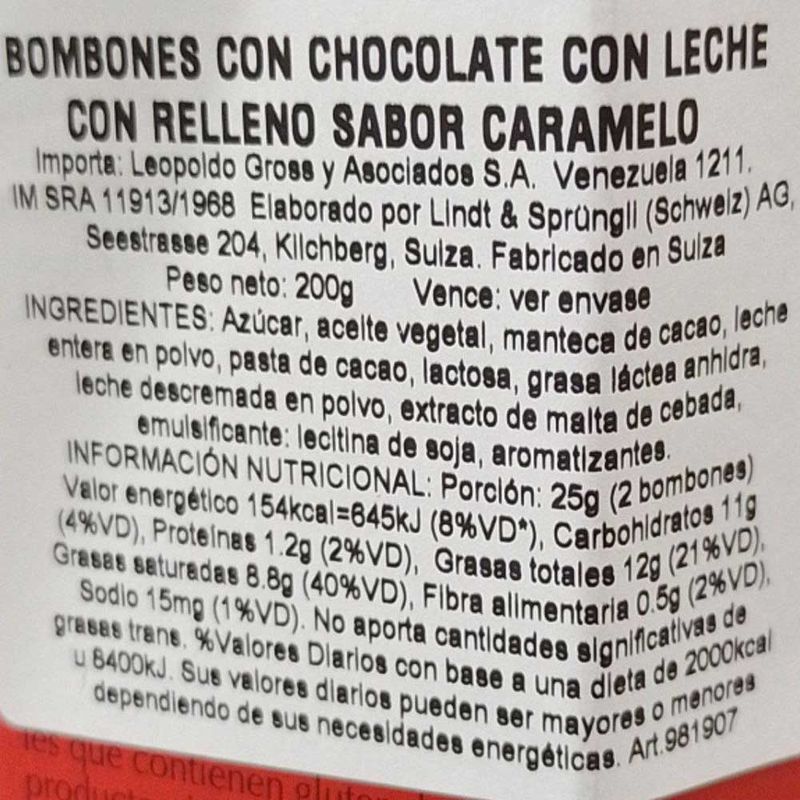 BOMBONES CON CHOCOLATE CON LECHE
CON RELLENO SABOR CARAMELO
Importa: Leopoldo Gross y Asociados S.A. Venezuela 1211.
IM SRA 11913/1968 Elaborado por Lindt & Sprüngli (Schweiz) AG,
Seestrasse 204, Kilchberg, Suiza. Fabricado en Suiza
Peso neto: 200g Vence: ver envase
INGREDIENTES: Azúcar, aceite vegetal, manteca de cacao, leche
entera en polvo, pasta de cacao, lactosa, grasa láctea anhidra,
leche descremada en polvo, extracto de malta de cebada,
emulsificante: lecitina de soja, aromatizantes.
INFORMACIÓN NUTRICIONAL: Porción: 25g (2 bombones)
Valor energético 154kcal=645kJ (8%VD*), Carbohidratos 11g
(4%VD), Proteínas 1.2g (2%VD), Grasas totales 12g (21%VD),
Grasas saturadas 8.8g (40%VD), Fibra alimentaria 0.5g (2%VD),
Sodio 15mg (1%VD). No aporta cantidades significativas de
grasas trans. %Valores Diarios con base a una dieta de 2000kcal
u 8400kJ. Sus valores diarios pueden ser mayores o menores
dependiendo de sus necesidades energéticas. Art.981907
les que contienen